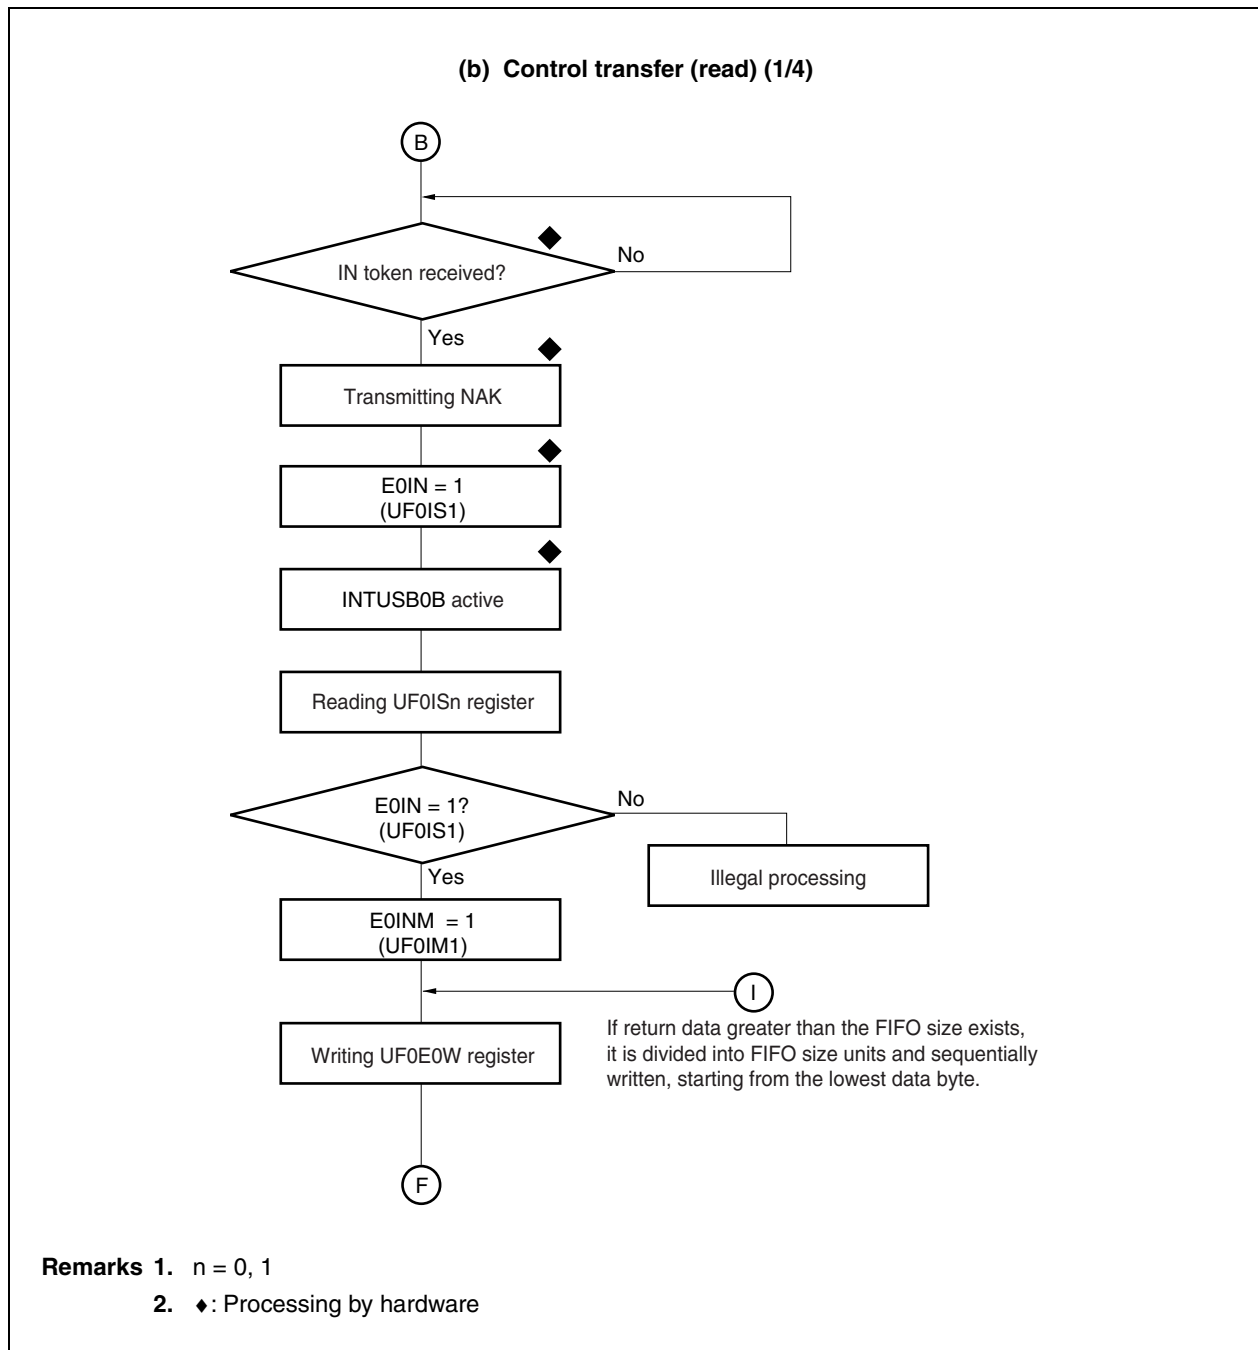 (b) Control transfer (read) (1/4)
B
IN token received?
No
Yes
Transmitting NAK
E0IN = 1
(UF0IS1)
INTUSB0B active
Reading UF0ISn register
E0IN = 1?
(UF0IS1)
No
Illegal processing
Yes
E0INM = 1
(UF0IM1)
I
If return data greater than the FIFO size exists,
it is divided into FIFO size units and sequentially
written, starting from the lowest data byte.
Writing UF0E0W register
F
Remarks 1. n = 0, 1
2. ♦: Processing by hardware